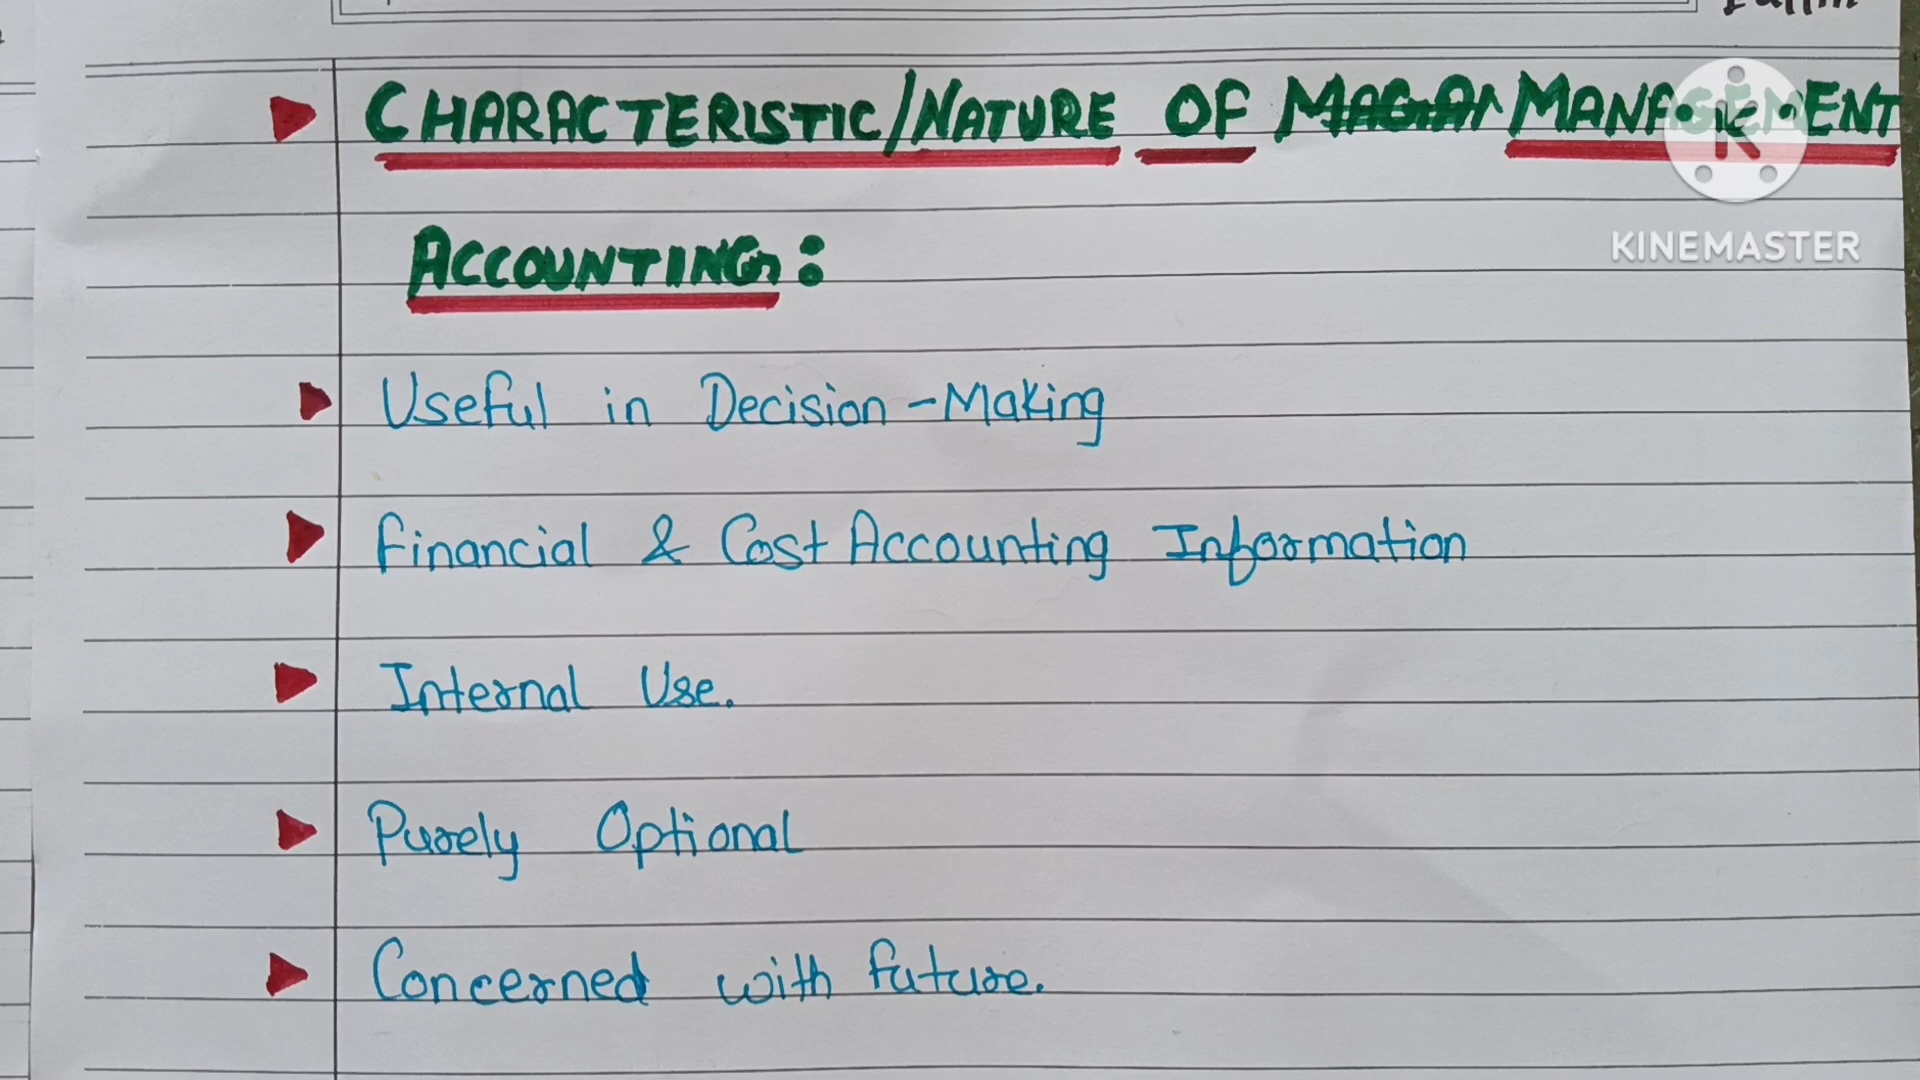 CHARACTERISTIC/NATURE OF MANAGEMENT
KINEMASTER
ACCOUNTING:
Useful in Decision-Making
Financial & Cost Accounting Information
Internal Use.
Purely Optional
Concerned with future.